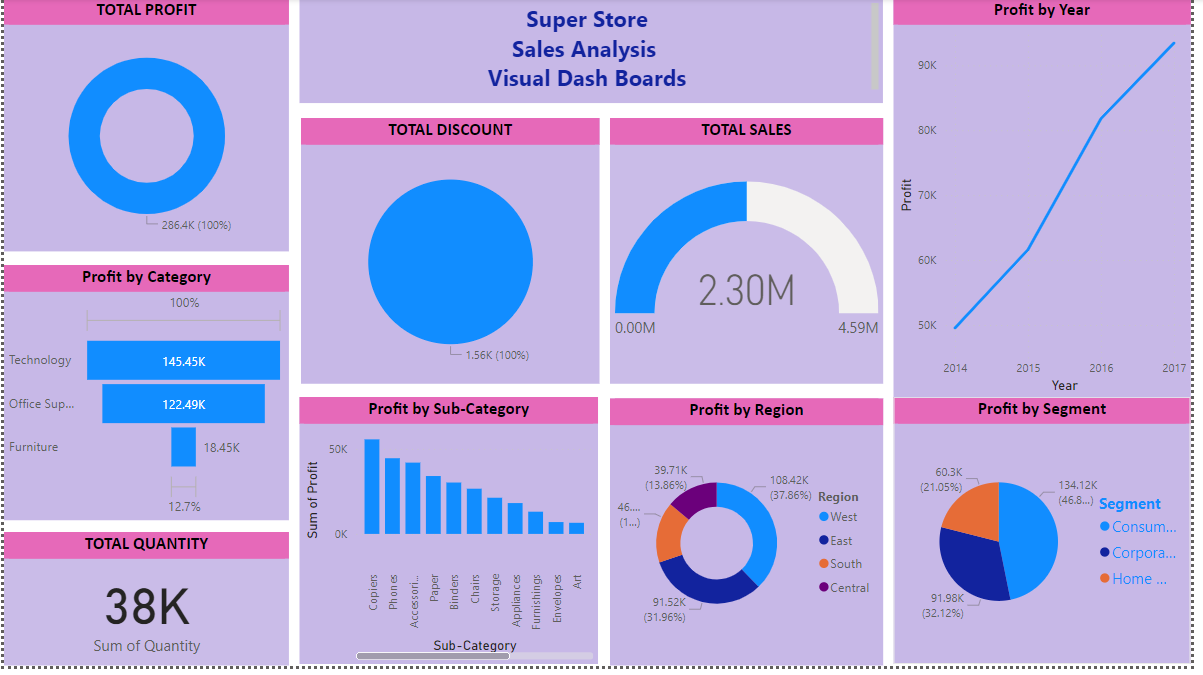 TOTAL PROFIT
286.4K (100%)
Super Store
Sales Analysis
Visual Dash Boards
Profit by Year
90K
80K
70K
60K
50K
Profit
2014
2015
2016
2017
Year
TOTAL DISCOUNT
1.56K (100%)
TOTAL SALES
2.30M
0.00M
4.59M
Profit by Category
100%
Technology
145.45K
Office Sup...
122.49K
Furniture
18.45K
12.7%
Profit by Sub-Category
50K
0K
Sum of Profit
Copiers
Phones
Accessori...
Paper
Binders
Chairs
Storage
Appliances
Furnishings
Envelopes
Art
Sub-Category
Profit by Region
39.71K
(13.86%)
108.42K
(37.86%)
46....
(1...)
91.52K
(31.96%)
Region
West
East
South
Central
Profit by Segment
60.3K
(21.05%)
134.12K
(46.8...)
91.98K
(32.12%)
Segment
Consum...
Corpora...
Home ...
TOTAL QUANTITY
38K
Sum of Quantity